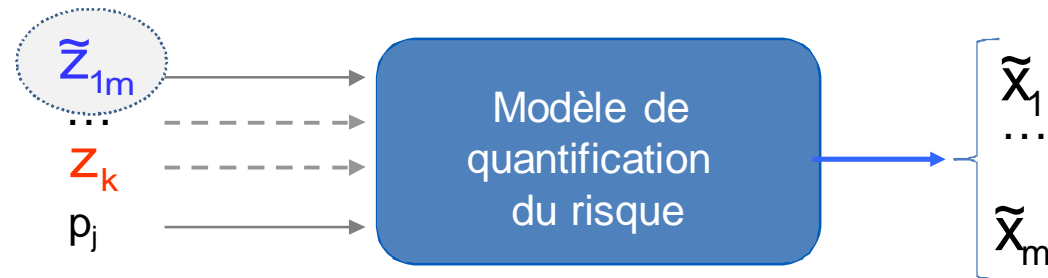 z̃₁ₘ
...
zₖ
pⱼ
Modèle de
quantification
du risque
x̃₁
...
x̃ₘ